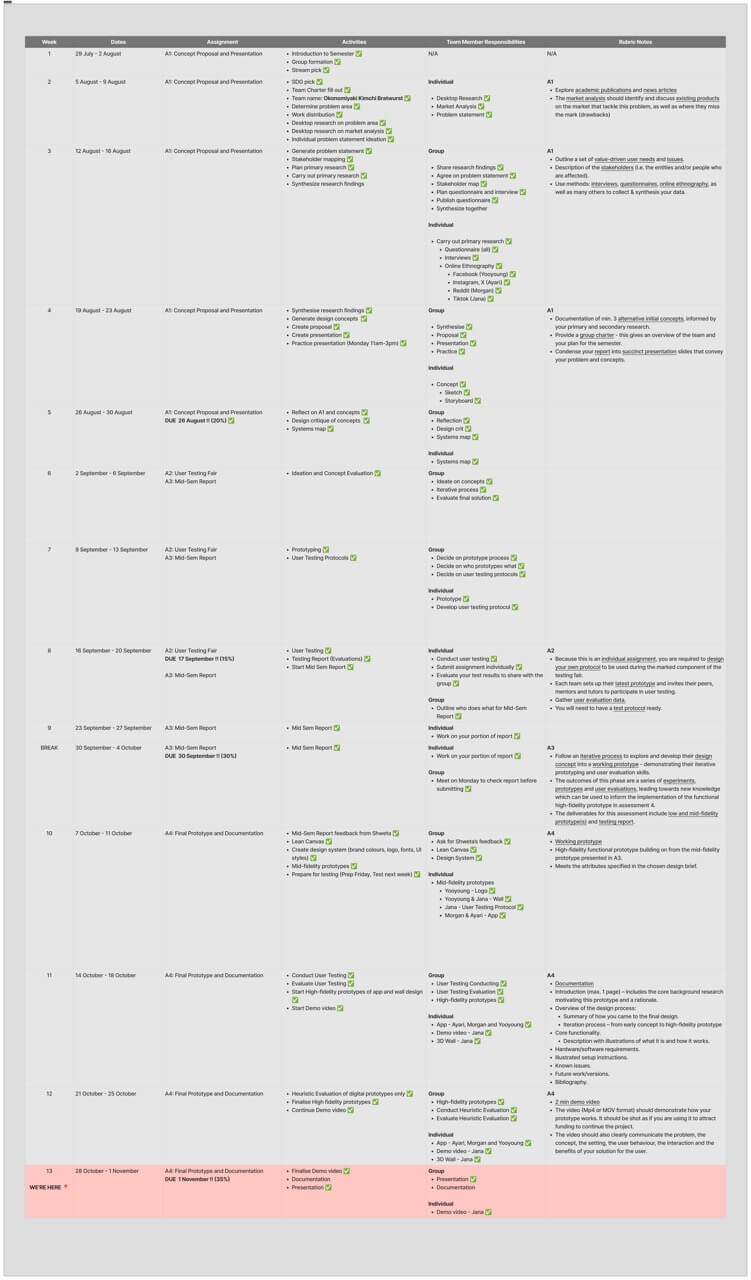 Week Dates Assignment Activities Team Member Responsibilities Rubric Notes
1
29 July - 2 August
A1: Concept Proposal and Presentation
• Introduction to Semester ✅
• Group formation ✅
• Stream pick ✅
N/A
N/A
2
5 August - 9 August
A1: Concept Proposal and Presentation
• SDG pick ✅
• Team Charter fill out ✅
• Team name: Okonomiyaki Kimchi Bratwurst ✅
• Determine problem area ✅
• Work distribution ✅
• Desktop research on problem area ✅
• Desktop research on market analysis ✅
• Individual problem statement ideation ✅
Individual
• Desktop Research ✅
• Market Analysis ✅
• Problem statement ✅
A1
• Explore academic publications and news articles
• The market analysis should identify and discuss existing products
on the market that tackle this problem, as well as where they miss
the mark (drawbacks)
3
12 August - 16 August
A1: Concept Proposal and Presentation
• Generate problem statement ✅
• Stakeholder mapping ✅
• Plan primary research ✅
• Carry out primary research ✅
• Synthesize research findings
Group
• Share research findings ✅
• Agree on problem statement ✅
• Stakeholder map ✅
• Plan questionnaire and interview ✅
• Publish questionnaire ✅
• Synthesize together
Individual
• Carry out primary research ✅
• Questionnaire (all) ✅
• Interviews ✅
• Online Ethnography ✅
• Facebook (Yooyoung) ✅
• Instagram, X (Ayari) ✅
• Reddit (Morgan) ✅
• Tiktok (Jana) ✅
A1
• Outline a set of value-driven user needs and issues.
• Description of the stakeholders (i.e. the entities and/or people who
are affected).
• Use methods: interviews, questionnaires, online ethnography, as
well as many others to collect & synthesis your data.
4
19 August - 23 August
A1: Concept Proposal and Presentation
• Synthesise research findings ✅
• Generate design concepts ✅
• Create proposal ✅
• Create presentation ✅
• Practice presentation (Monday 11am-3pm) ✅
Group
• Synthesise ✅
• Proposal ✅
• Presentation ✅
• Practice ✅
Individual
• Concept ✅
• Sketch ✅
• Storyboard ✅
A1
• Documentation of min. 3 alternative initial concepts, informed by
your primary and secondary research.
• Provide a group charter - this gives an overview of the team and
your plan for the semester.
• Condense your report into succinct presentation slides that convey
your problem and concepts.
5
26 August - 30 August
A1: Concept Proposal and Presentation
DUE 26 August !! (20%) ✅
• Reflect on A1 and concepts ✅
• Design critique of concepts ✅
• Systems map ✅
Group
• Reflection ✅
• Design crit ✅
• Systems map ✅
Individual
• Systems map ✅
6
2 September - 6 September
A2: User Testing Fair
A3: Mid-Sem Report
• Ideation and Concept Evaluation ✅
Group
• Ideate on concepts ✅
• Iterative process ✅
• Evaluate final solution ✅
7
9 September - 13 September
A2: User Testing Fair
A3: Mid-Sem Report
• Prototyping ✅
• User Testing Protocols ✅
Group
• Decide on prototype process ✅
• Decide on who prototypes what ✅
• Decide on user testing protocols ✅
Individual
• Prototype ✅
• Develop user testing protocol ✅
8
16 September - 20 September
A2: User Testing Fair
DUE 17 September !! (15%)
A3: Mid-Sem Report
• User Testing ✅
• Testing Report (Evaluations) ✅
• Start Mid Sem Report ✅
Individual
• Conduct user testing ✅
• Submit assignment individually ✅
• Evaluate your test results to share with the
group ✅
Group
• Outline who does what for Mid-Sem
Report ✅
A2
• Because this is an individual assignment, you are required to design
your own protocol to be used during the marked component of the
testing fair.
• Each team sets up their latest prototype and invites their peers,
mentors and tutors to participate in user testing.
• Gather user evaluation data.
• You will need to have a test protocol ready.
9
23 September - 27 September
A3: Mid-Sem Report
• Mid Sem Report ✅
Individual
• Work on your portion of report ✅
BREAK
30 September - 4 October
A3: Mid-Sem Report
DUE 30 September !! (30%)
• Mid Sem Report ✅
Individual
• Work on your portion of report ✅
Group
• Meet on Monday to check report before
submitting ✅
A3
• Follow an iterative process to explore and develop their design
concept into a working prototype - demonstrating their iterative
prototyping and user evaluation skills.
• The outcomes of this phase are a series of experiments,
prototypes and user evaluations, leading towards new knowledge
which can be used to inform the implementation of the functional
high-fidelity prototype in assessment 4.
• The deliverables for this assessment include low and mid-fidelity
prototype(s) and testing report.
10
7 October - 11 October
A4: Final Prototype and Documentation
• Mid-Sem Report feedback from Shweta ✅
• Lean Canvas ✅
• Create design system (brand colours, logo, fonts, UI
styles) ✅
• Mid-fidelity prototypes ✅
• Prepare for testing (Prep Friday, Test next week) ✅
Group
• Ask for Shweta's feedback ✅
• Lean Canvas ✅
• Design System ✅
Individual
• Mid-fidelity prototypes
• Yooyoung - Logo ✅
• Yooyoung & Jana - Wall ✅
• Jana - User Testing Protocol ✅
• Morgan & Ayari - App ✅
A4
• Working prototype
• High-fidelity functional prototype building on from the mid-fidelity
prototype presented in A3.
• Meets the attributes specified in the chosen design brief.
11
14 October - 18 October
A4: Final Prototype and Documentation
• Conduct User Testing ✅
• Evaluate User Testing ✅
• Start High-fidelity prototypes of app and wall design
✅
• Start Demo video ✅
Group
• User Testing Conducting ✅
• User Testing Evaluation ✅
• High-fidelity prototypes ✅
Individual
• App - Ayari, Morgan and Yooyoung ✅
• Demo video - Jana ✅
• 3D Wall - Jana ✅
A4
• Documentation
• Introduction (max. 1 page) – includes the core background research
motivating this prototype and a rationale.
• Overview of the design process:
• Summary of how you came to the final design.
• Iteration process – from early concept to high-fidelity prototype
• Core functionality.
• Description with illustrations of what it is and how it works.
• Hardware/software requirements.
• Illustrated setup instructions.
• Known issues.
• Future work/versions.
• Bibliography.
12
21 October - 25 October
A4: Final Prototype and Documentation
• Heuristic Evaluation of digital prototypes only ✅
• Finalise High fidelity prototypes ✅
• Continue Demo video ✅
Group
• High-fidelity prototypes ✅
• Conduct Heuristic Evaluation ✅
• Evaluate Heuristic Evaluation ✅
Individual
• App - Ayari, Morgan and Yooyoung ✅
• Demo video - Jana ✅
• 3D Wall - Jana ✅
A4
• 2 min demo video
• The video (Mp4 or MOV format) should demonstrate how your
prototype works. It should be shot as if you are using it to attract
funding to continue the project.
• The video should also clearly communicate the problem, the
concept, the setting, the user behaviour, the interaction and the
benefits of your solution for the user.
13
WE'RE HERE 📍
28 October - 1 November
A4: Final Prototype and Documentation
DUE 1 November !! (35%)
• Finalise Demo video ✅
• Documentation
• Presentation ✅
Group
• Presentation ✅
• Documentation
Individual
• Demo video - Jana ✅